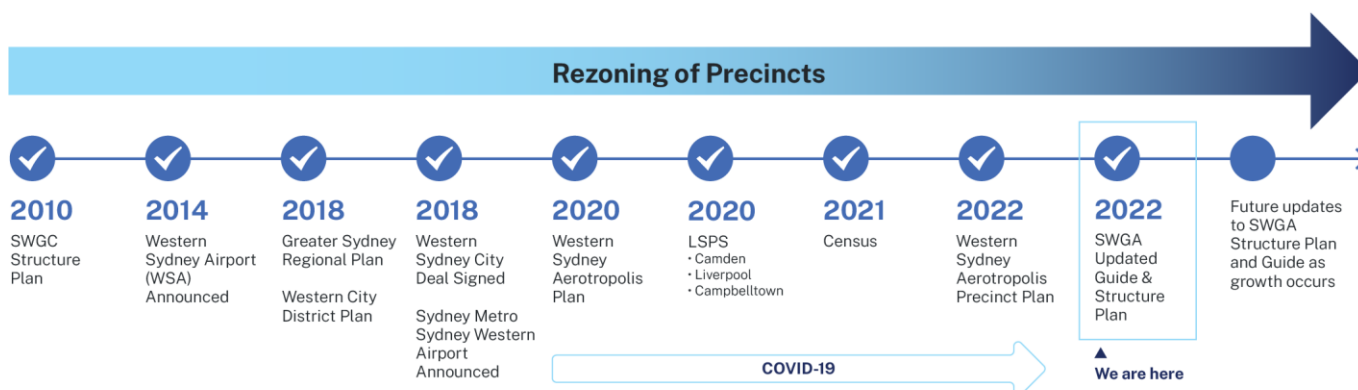 Rezoning of Precincts
2010
SWGC
Structure
Plan
2014
Western
Sydney Airport
(WSA)
Announced
2018
Greater Sydney
Regional Plan
Western City
District Plan
2018
Western
Sydney City
Deal Signed
Sydney Metro
Sydney Western
Airport
Announced
2020
Western
Sydney
Aerotropolis
Plan
2020
LSPS
• Camden
• Liverpool
• Campbelltown
2021
Census
2022
Western
Sydney
Aerotropolis
Precinct Plan
2022
SWGA
Updated
Guide &
Structure
Plan
Future updates
to SWGA
Structure Plan
and Guide as
growth occurs
COVID-19
We are here